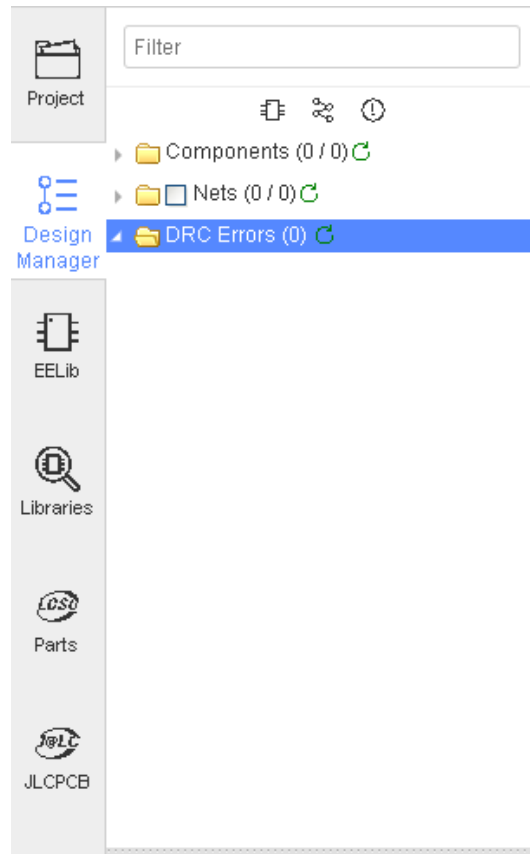 Project
Design
Manager
EELib
Libraries
LCSC
Parts
J@LC
JLCPCB
Filter
Components (0 / 0)
Nets (0 / 0)
DRC Errors (0)